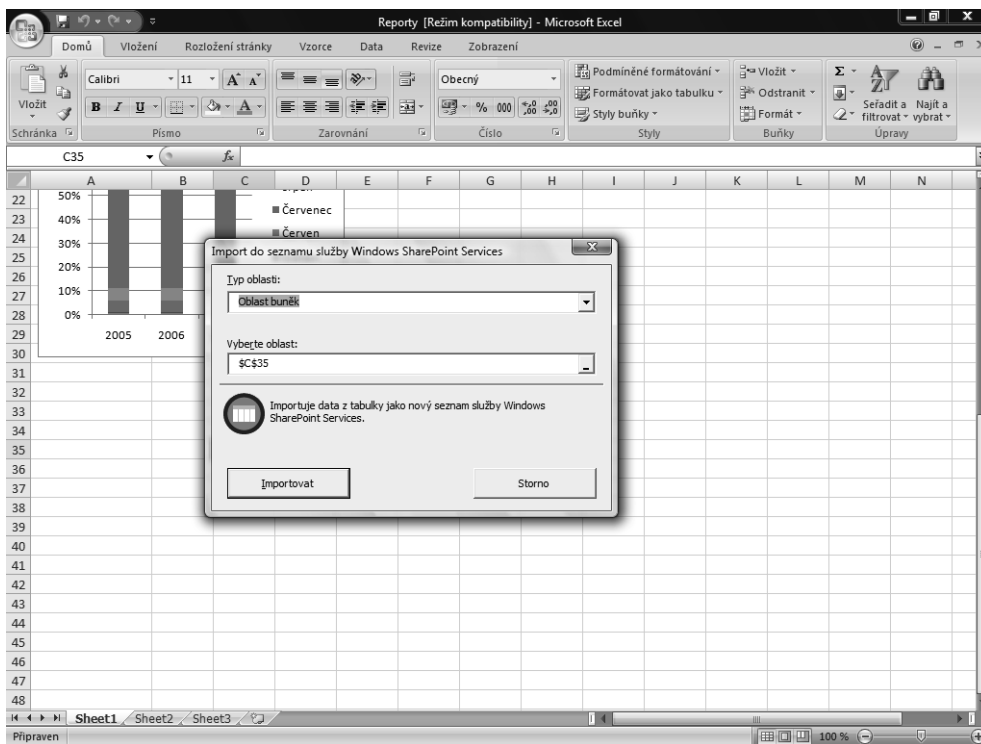 Reporty [Režim kompatibility] - Microsoft Excel
Domů Vložení Rozložení stránky Vzorce Data Revize Zobrazení
Vložit
Calibri 11
B I U
Obecný
% 000
Podmíněné formátování
Formátovat jako tabulku
Styly buňky
Vložit
Odstranit
Formát
Seřadit a filtrovat
Najít a vybrat
Schránka Písmo Zarovnání Číslo Styly Buňky Úpravy
C35 fx
A B C D E F G H I J K L M N
22
23
24
25
26
27
28
29
30
31
32
33
34
35
36
37
38
39
40
41
42
43
44
45
46
47
48
50%
40%
30%
20%
10%
0%
2005 2006
Červenec
Červen
Import do seznamu služby Windows SharePoint Services
Typ oblasti:
Oblast buněk
Vyberte oblast:
$C$35
Importuje data z tabulky jako nový seznam služby Windows
SharePoint Services.
Importovat Storno
Sheet1 Sheet2 Sheet3
Připraven 100 %